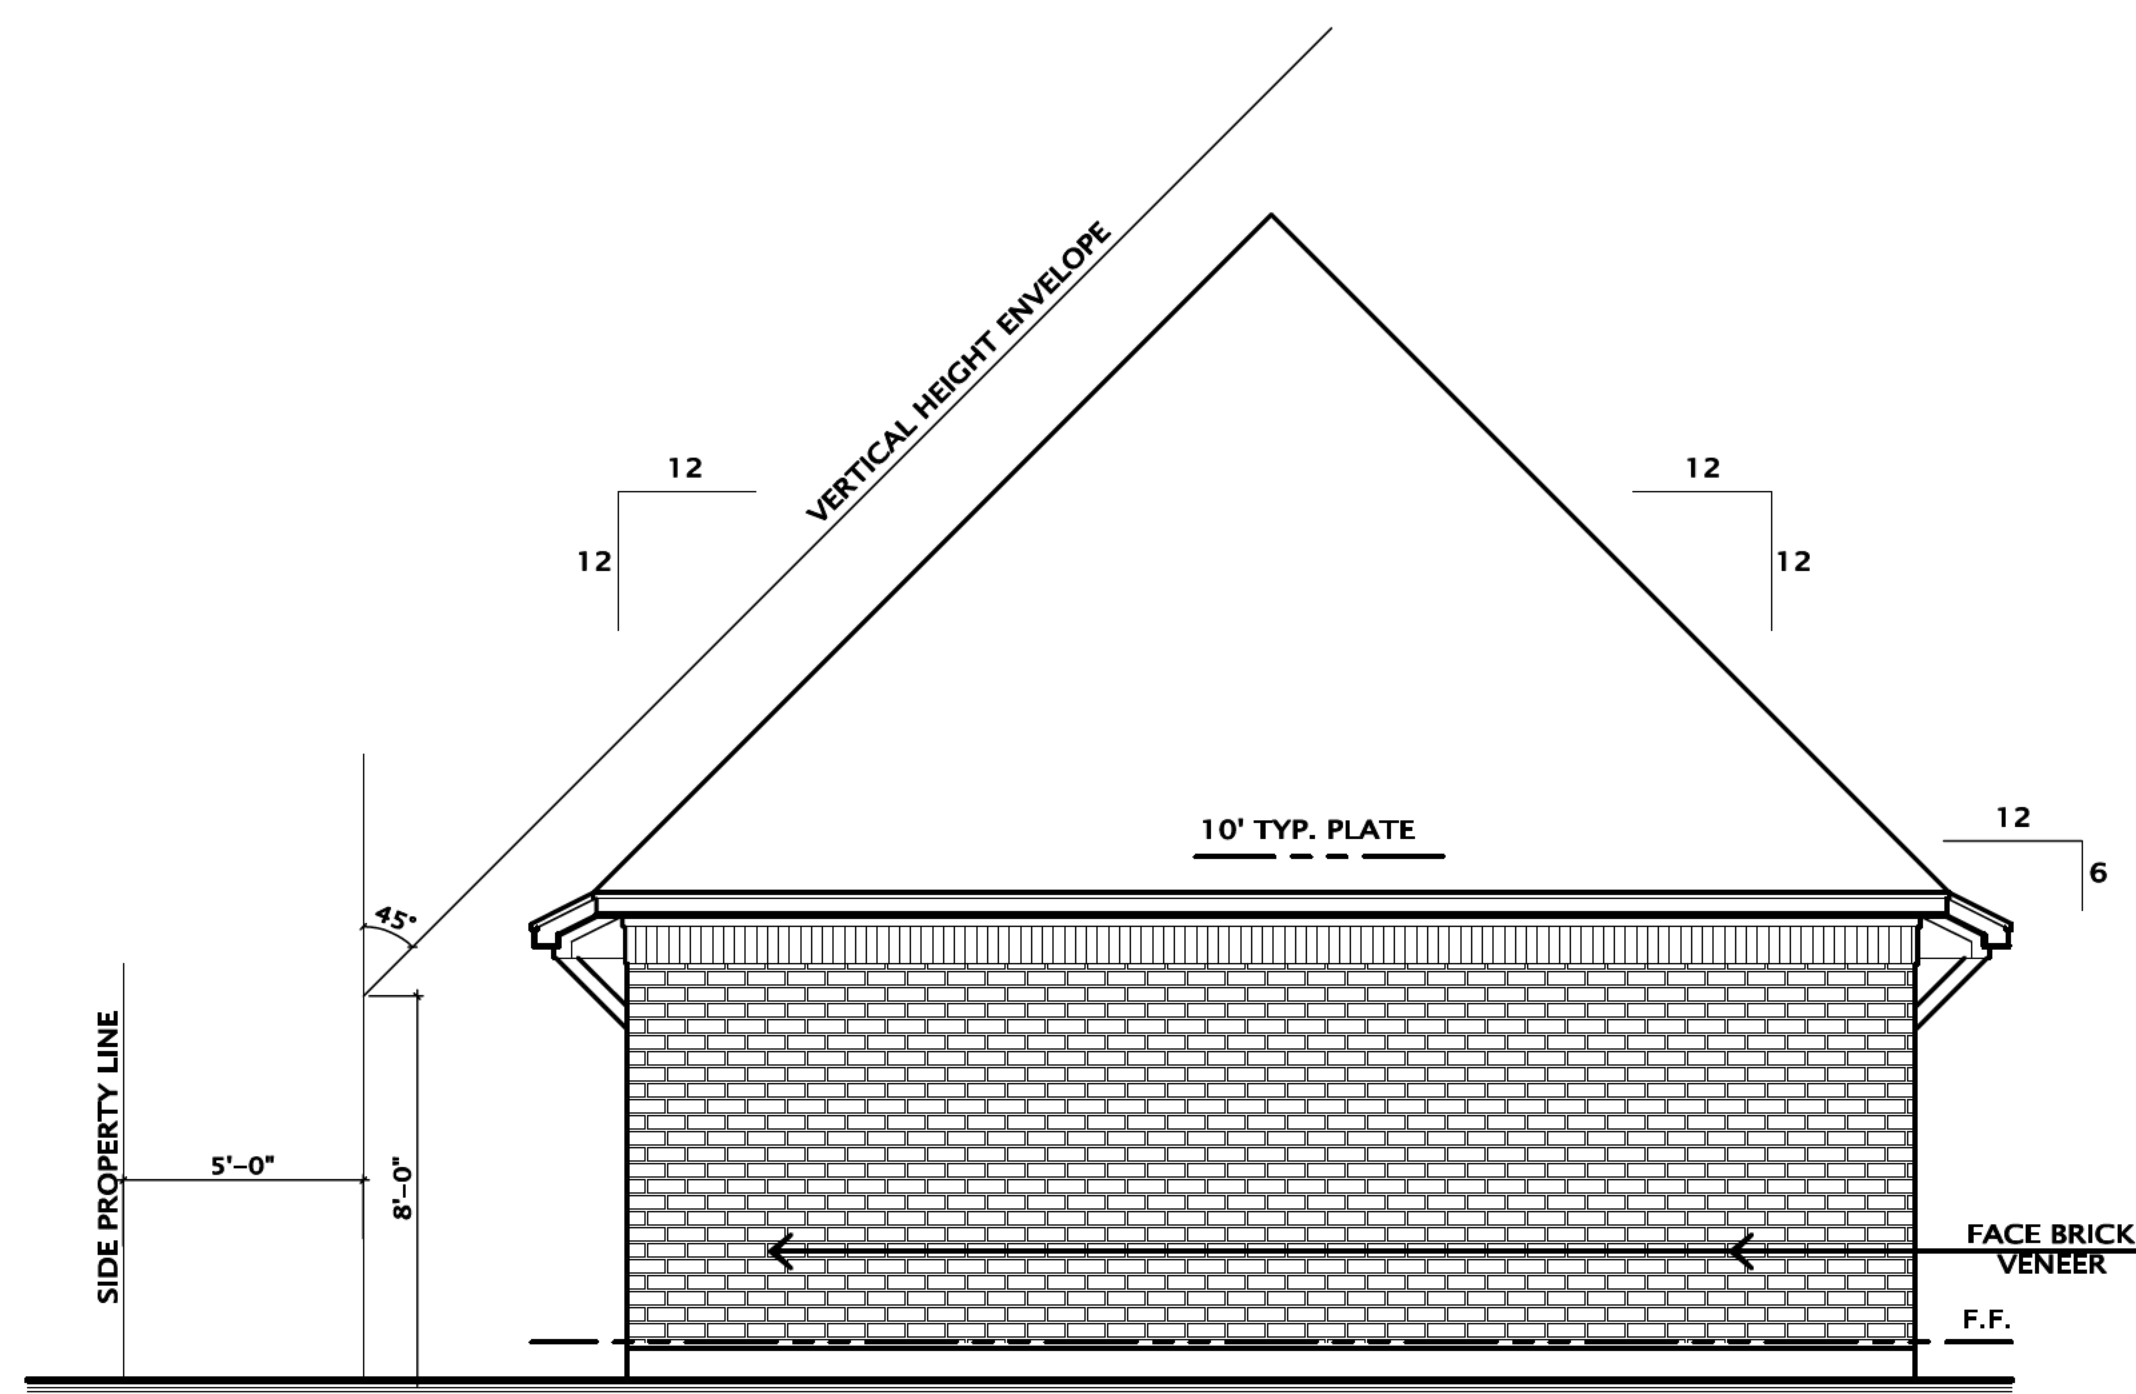 VERTICAL HEIGHT ENVELOPE
12
12
12
12
10' TYP. PLATE
12
6
45°
SIDE PROPERTY LINE
5'–0"
8'–0"
FACE BRICK
VENEER
F.F.